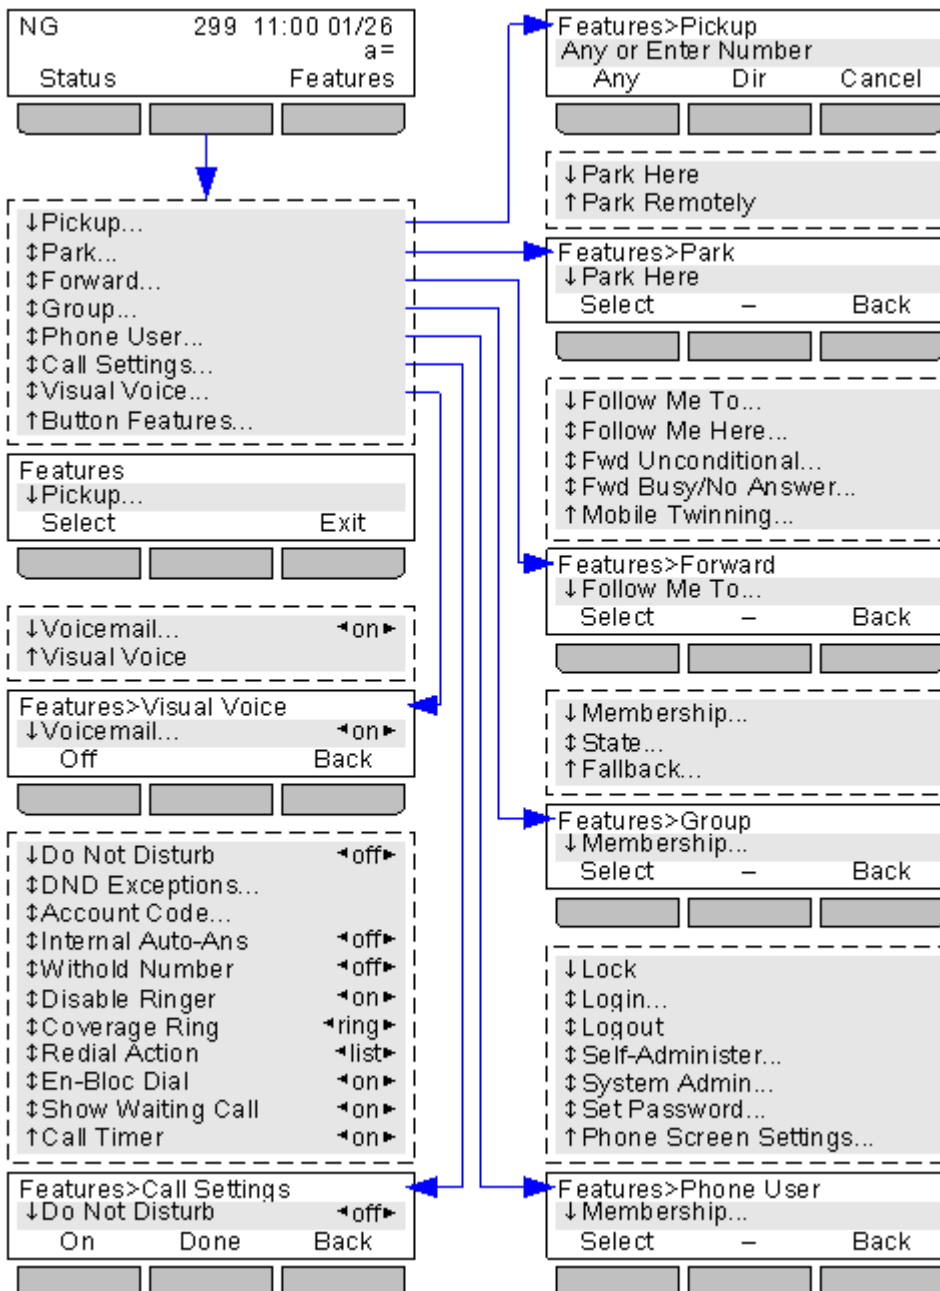 NG 299 11:00 01/26
a=
Status Features
↓Pickup...
↕Park...
↕Forward...
↕Group...
↕Phone User...
↕Call Settings...
↕Visual Voice...
↑Button Features...
Features
↓Pickup...
Select Exit
↓Voicemail... ◂on▸
↑Visual Voice
Features>Visual Voice
↓Voicemail... ◂on▸
Off Back
↓Do Not Disturb ◂off▸
↕DND Exceptions...
↕Account Code...
↕Internal Auto-Ans ◂off▸
↕Withold Number ◂off▸
↕Disable Ringer ◂on▸
↕Coverage Ring ◂ring▸
↕Redial Action ◂list▸
↕En-Bloc Dial ◂on▸
↕Show Waiting Call ◂on▸
↑Call Timer ◂on▸
Features>Call Settings
↓Do Not Disturb ◂off▸
On Done Back
Features>Pickup
Any or Enter Number
Any Dir Cancel
↓Park Here
↑Park Remotely
Features>Park
↓Park Here
Select – Back
↓Follow Me To...
↕Follow Me Here...
↕Fwd Unconditional...
↕Fwd Busy/No Answer...
↑Mobile Twinning...
Features>Forward
↓Follow Me To...
Select – Back
↓Membership...
↕State...
↑Fallback...
Features>Group
↓Membership...
Select – Back
↓Lock
↕Login...
↕Logout
↕Self-Administer...
↕System Admin...
↕Set Password...
↑Phone Screen Settings...
Features>Phone User
↓Membership...
Select – Back